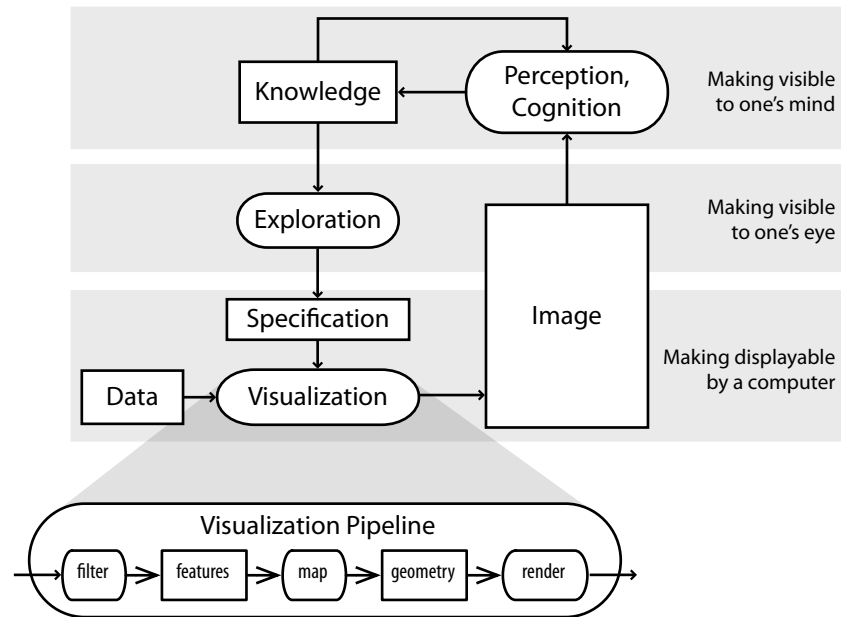 Knowledge
Perception,
Cognition
Making visible
to one's mind
Exploration
Making visible
to one's eye
Specification
Image
Making displayable
by a computer
Data
Visualization
Visualization Pipeline
filter
features
map
geometry
render